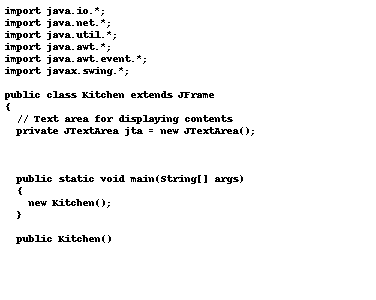 import java.io.*;
import java.net.*;
import java.util.*;
import java.awt.*;
import java.awt.event.*;
import javax.swing.*;
public class Kitchen extends JFrame
{
// Text area for displaying contents
private JTextArea jta = new JTextArea();
public static void main(String[] args)
{
new Kitchen();
}
public Kitchen()